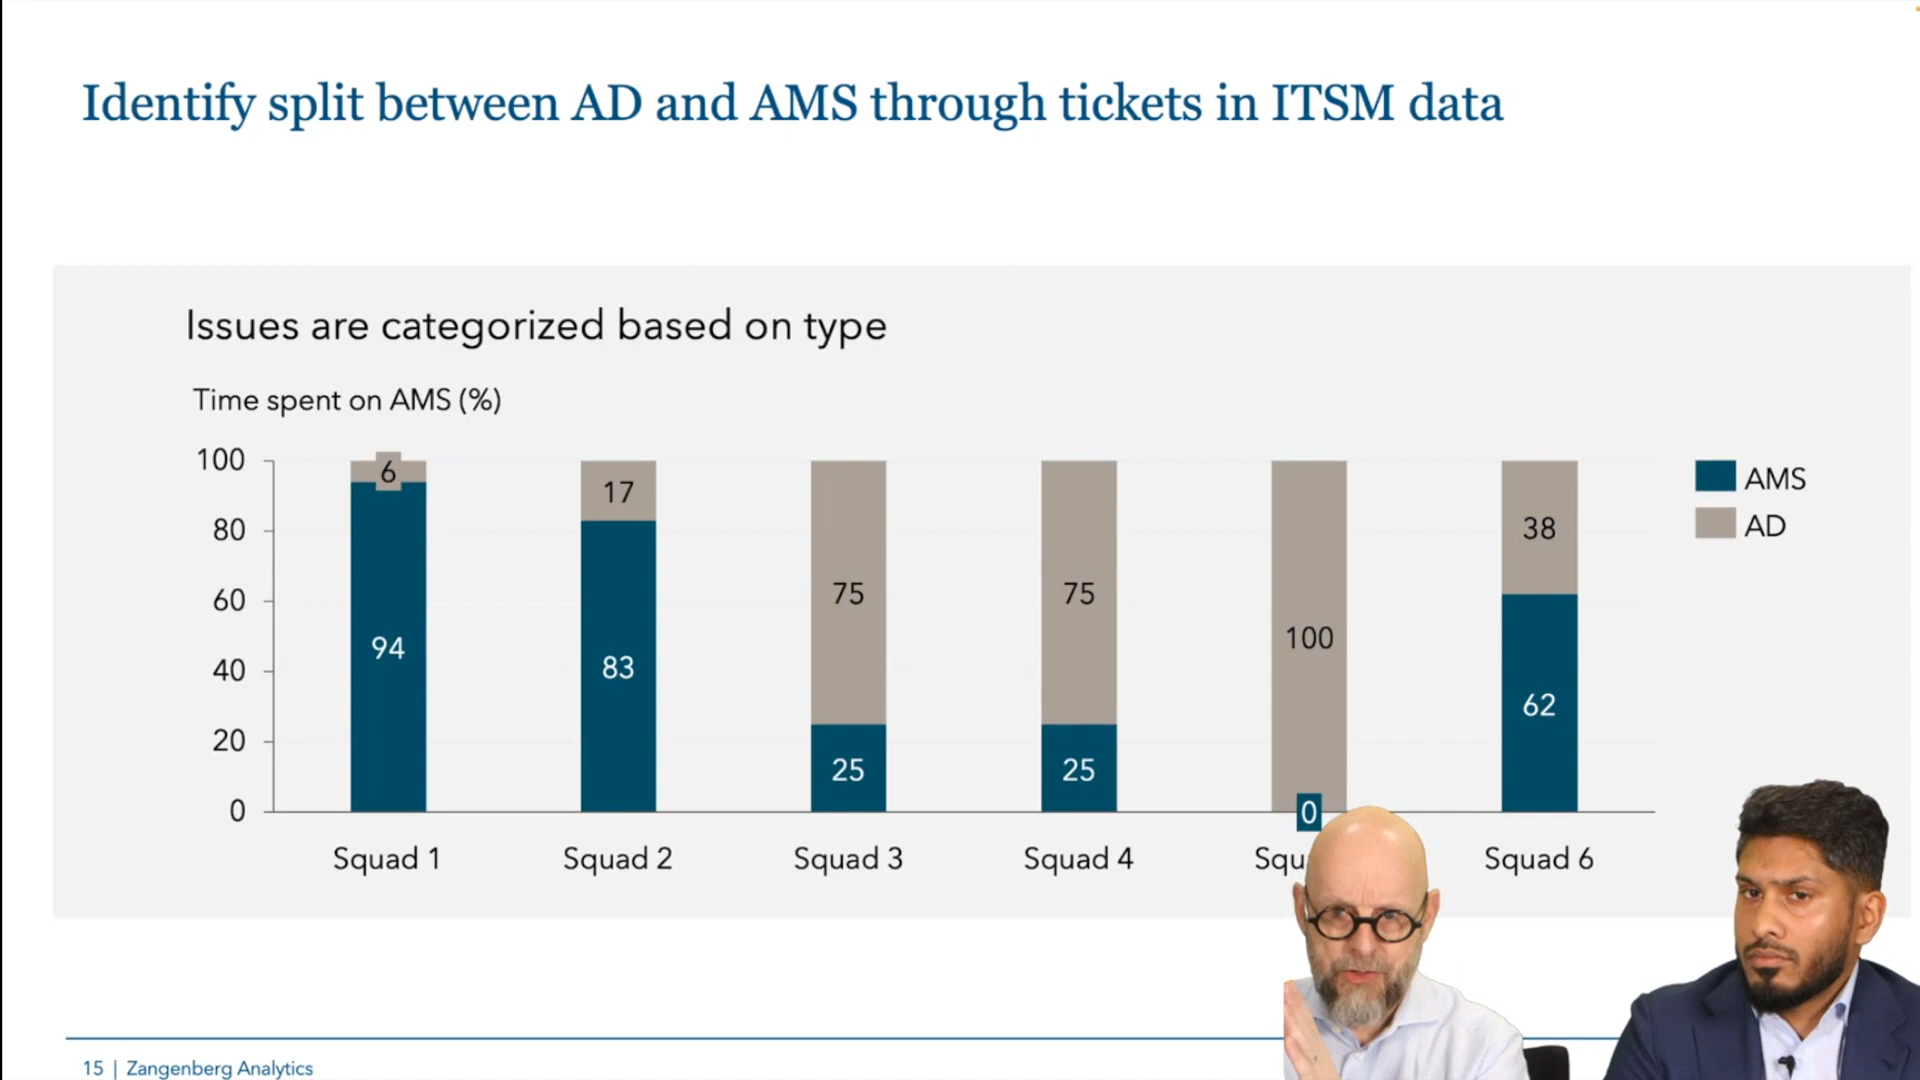 Identify split between AD and AMS through tickets in ITSM data
Issues are categorized based on type
Time spent on AMS (%)
100
80
60
40
20
0
6
94
17
83
75
25
75
25
100
0
38
62
AMS
AD
Squad 1
Squad 2
Squad 3
Squad 4
Squad 6
15 | Zangenberg Analytics